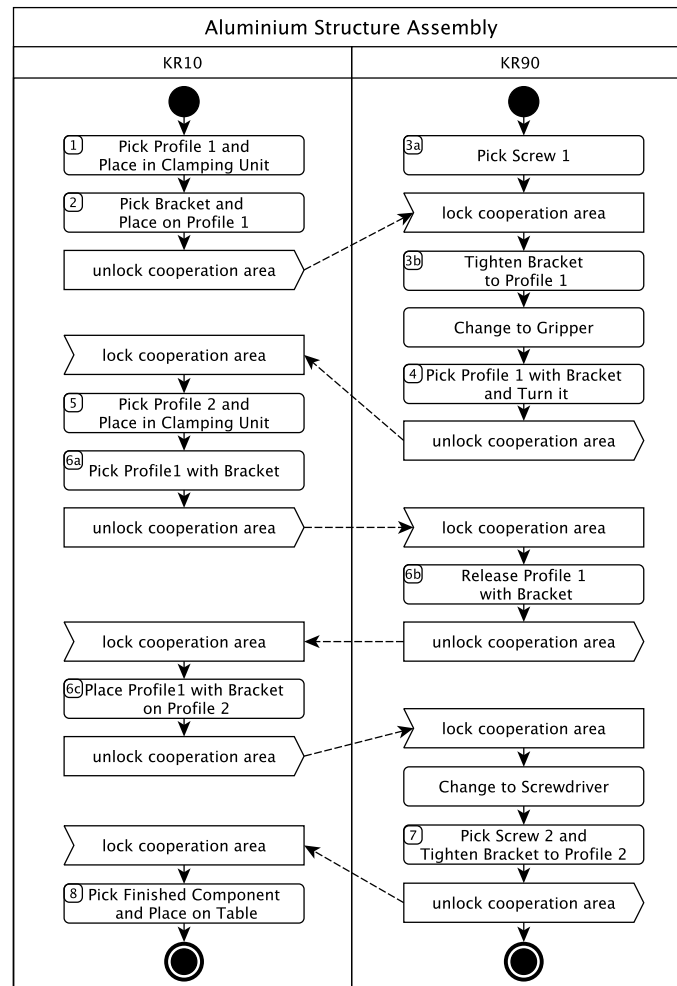 Aluminium Structure Assembly
KR10
KR90
1
Pick Profile 1 and
Place in Clamping Unit
2
Pick Bracket and
Place on Profile 1
unlock cooperation area
3a
Pick Screw 1
lock cooperation area
3b
Tighten Bracket
to Profile 1
Change to Gripper
4
Pick Profile 1 with Bracket
and Turn it
unlock cooperation area
lock cooperation area
5
Pick Profile 2 and
Place in Clamping Unit
6a
Pick Profile1 with Bracket
unlock cooperation area
lock cooperation area
6b
Release Profile 1
with Bracket
unlock cooperation area
lock cooperation area
6c
Place Profile1 with Bracket
on Profile 2
unlock cooperation area
lock cooperation area
Change to Screwdriver
7
Pick Screw 2 and
Tighten Bracket to Profile 2
unlock cooperation area
lock cooperation area
8
Pick Finished Component
and Place on Table